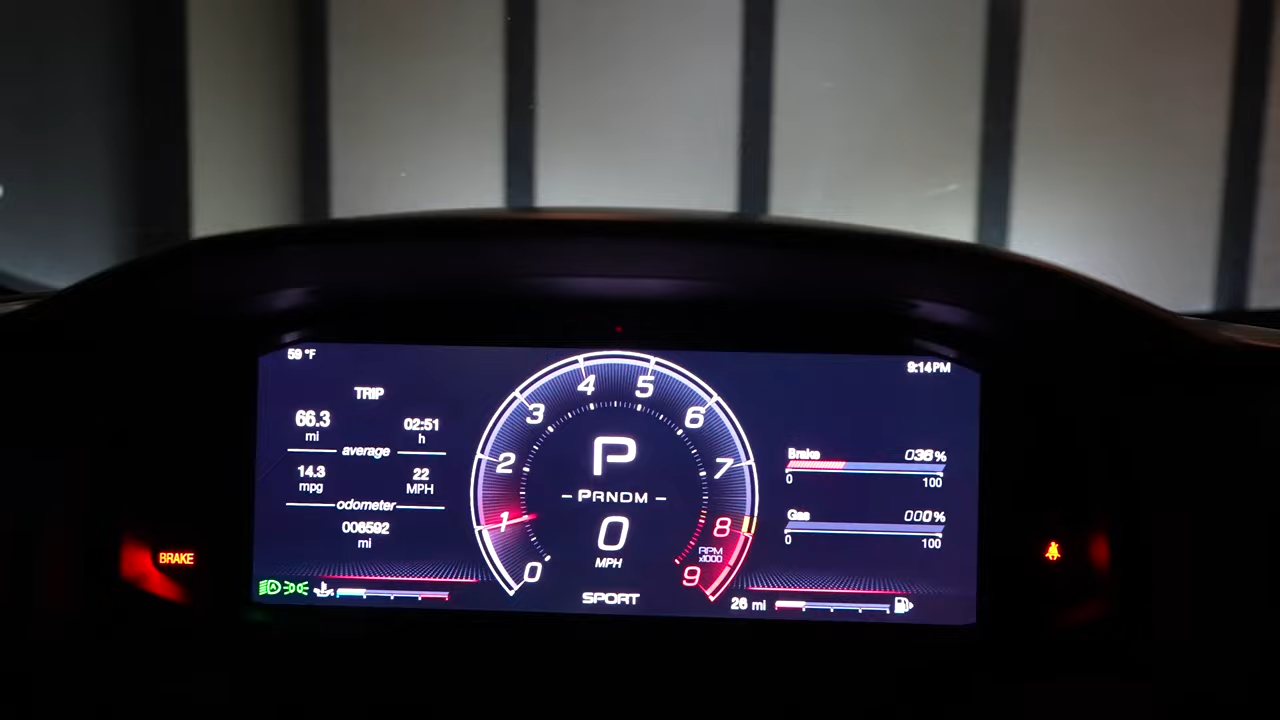 59 °F
9:14 PM
TRIP
66.3 02:51
mi h
average
14.3 22
mpg MPH
odometer
006592
mi
0
1
2
3
4
5
6
7
8
9
RPM
x1000
P
– PRNDM –
0
MPH
SPORT
Brake 036 %
0 100
Gas 000 %
0 100
26 mi
BRAKE